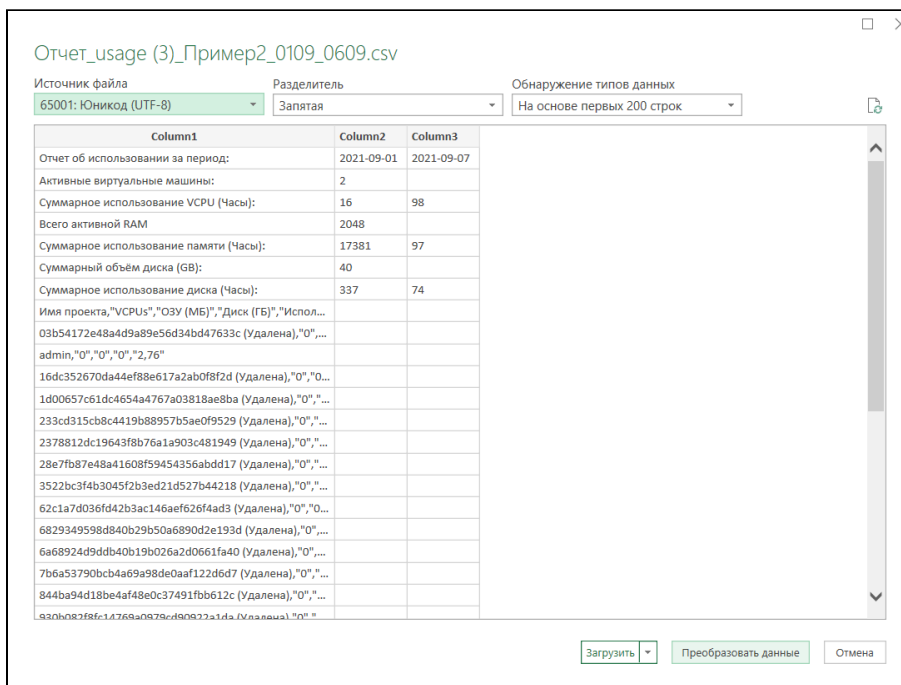 Отчет_usage (3)_Пример2_0109_0609.csv
Источник файла Разделитель Обнаружение типов данных
65001: Юникод (UTF-8) Запятая На основе первых 200 строк
Column1 Column2 Column3
Отчет об использовании за период: 2021-09-01 2021-09-07
Активные виртуальные машины: 2
Суммарное использование VCPU (Часы): 16 98
Всего активной RAM 2048
Суммарное использование памяти (Часы): 17381 97
Суммарный объём диска (GB): 40
Суммарное использование диска (Часы): 337 74
Имя проекта,"VCPUs","ОЗУ (МБ)","Диск (ГБ)","Испол...
03b54172e48a4d9a89e56d34bd47633c (Удалена),"0",...
admin,"0","0","0","2,76"
16dc352670da44ef88e617a2ab0f8f2d (Удалена),"0","0...
1d00657c61dc4654a4767a03818ae8ba (Удалена),"0","...
233cd315cb8c4419b88957b5ae0f9529 (Удалена),"0","...
2378812dc19643f8b76a1a903c481949 (Удалена),"0","...
28e7fb87e48a41608f59454356abdd17 (Удалена),"0","...
3522bc3f4b3045f2b3ed21d527b44218 (Удалена),"0","...
62c1a7d036fd42b3ac146aef626f4ad3 (Удалена),"0","0...
6829349598d840b29b50a6890d2e193d (Удалена),"0",...
6a68924d9ddb40b19b026a2d0661fa40 (Удалена),"0",...
7b6a53790bcb4a69a98de0aaf122d6d7 (Удалена),"0","...
844ba94d18be4af48e0c37491fbb612c (Удалена),"0","...
930b082f8fc14769a0979cd90922a1da (Удалена),"0","
Загрузить Преобразовать данные Отмена